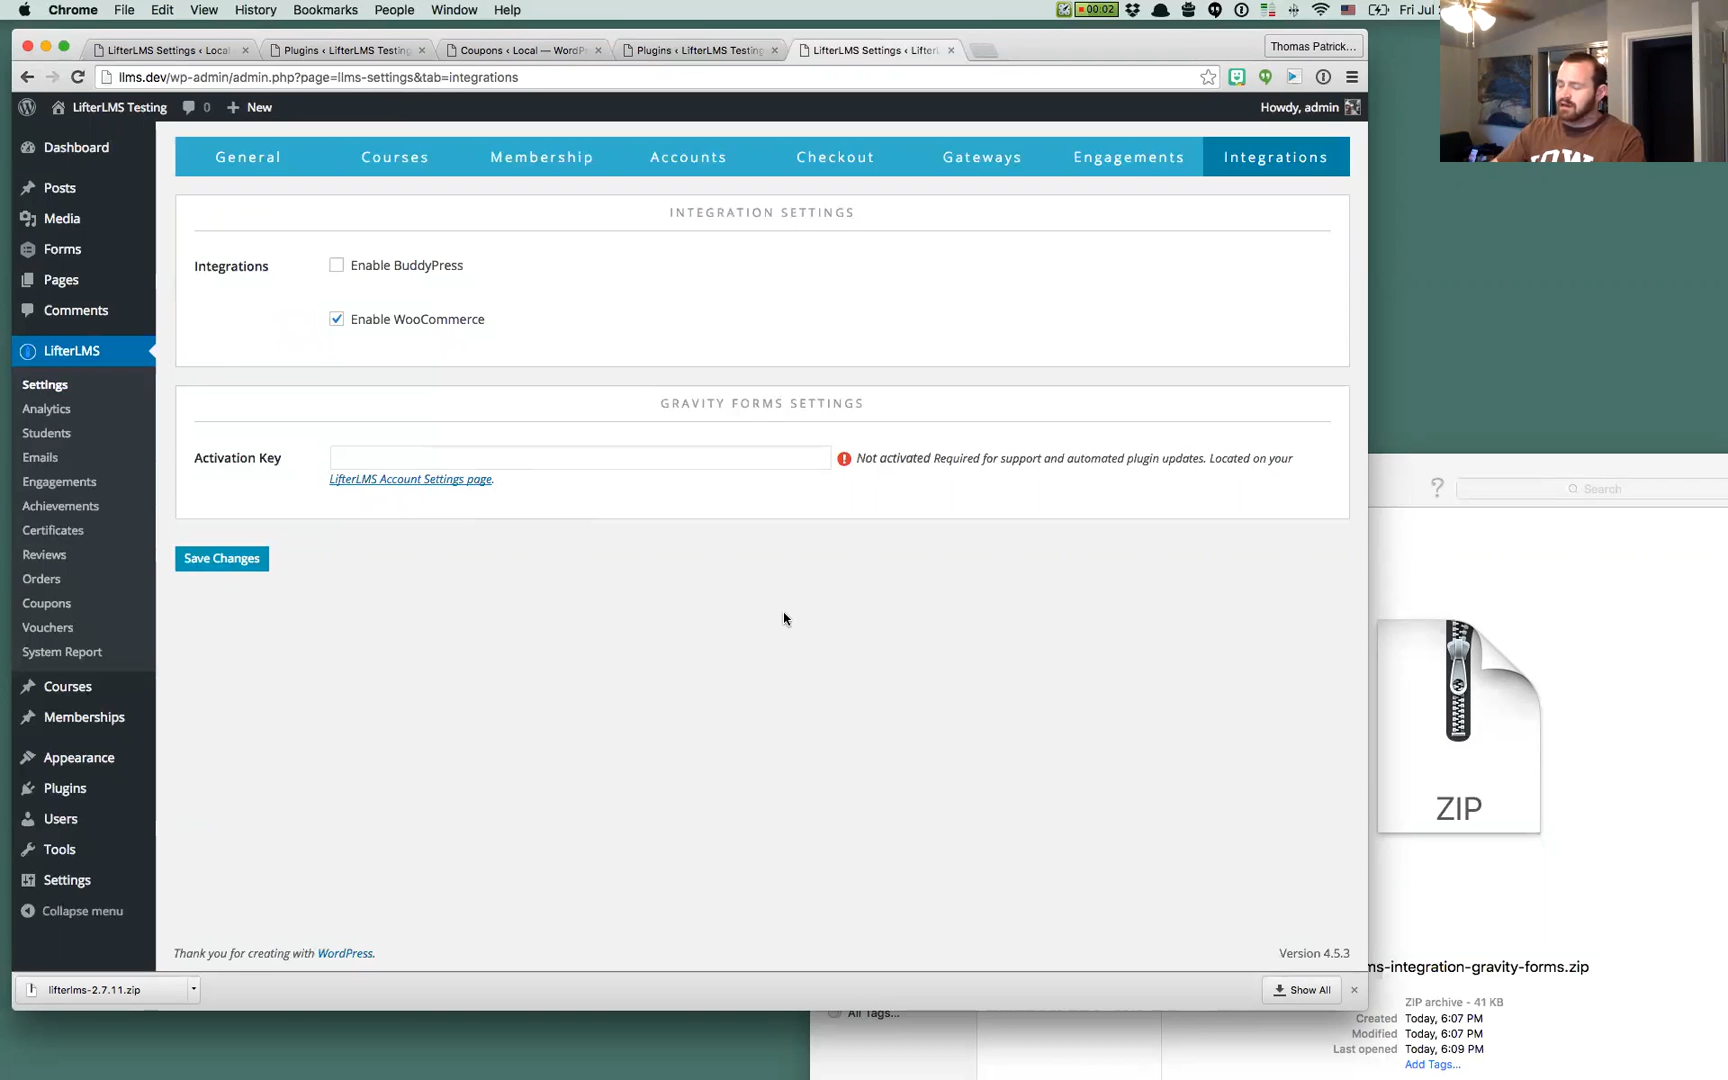 Chrome File Edit View History Bookmarks People Window Help 00:02 Fri Jul
LifterLMS Settings ‹ Local Plugins ‹ LifterLMS Testing Coupons ‹ Local — WordP Plugins ‹ LifterLMS Testing LifterLMS Settings ‹ Lifter Thomas Patrick...
llms.dev/wp-admin/admin.php?page=llms-settings&tab=integrations
LifterLMS Testing 0 New Howdy, admin
Dashboard
Posts
Media
Forms
Pages
Comments
LifterLMS
Settings
Analytics
Students
Emails
Engagements
Achievements
Certificates
Reviews
Orders
Coupons
Vouchers
System Report
Courses
Memberships
Appearance
Plugins
Users
Tools
Settings
Collapse menu
General Courses Membership Accounts Checkout Gateways Engagements Integrations
INTEGRATION SETTINGS
Integrations Enable BuddyPress
Enable WooCommerce
GRAVITY FORMS SETTINGS
Activation Key Not activated Required for support and automated plugin updates. Located on your
LifterLMS Account Settings page.
Save Changes
Thank you for creating with WordPress. Version 4.5.3
lifterlms-2.7.11.zip Show All
? Search
ZIP
ms-integration-gravity-forms.zip
ZIP archive - 41 KB
Created Today, 6:07 PM
Modified Today, 6:07 PM
Last opened Today, 6:09 PM
Add Tags...
All Tags...